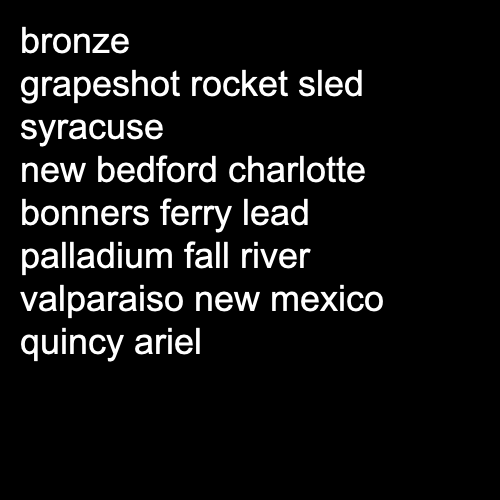 bronze
grapeshot rocket sled
syracuse
new bedford charlotte
bonners ferry lead
palladium fall river
valparaiso new mexico
quincy ariel